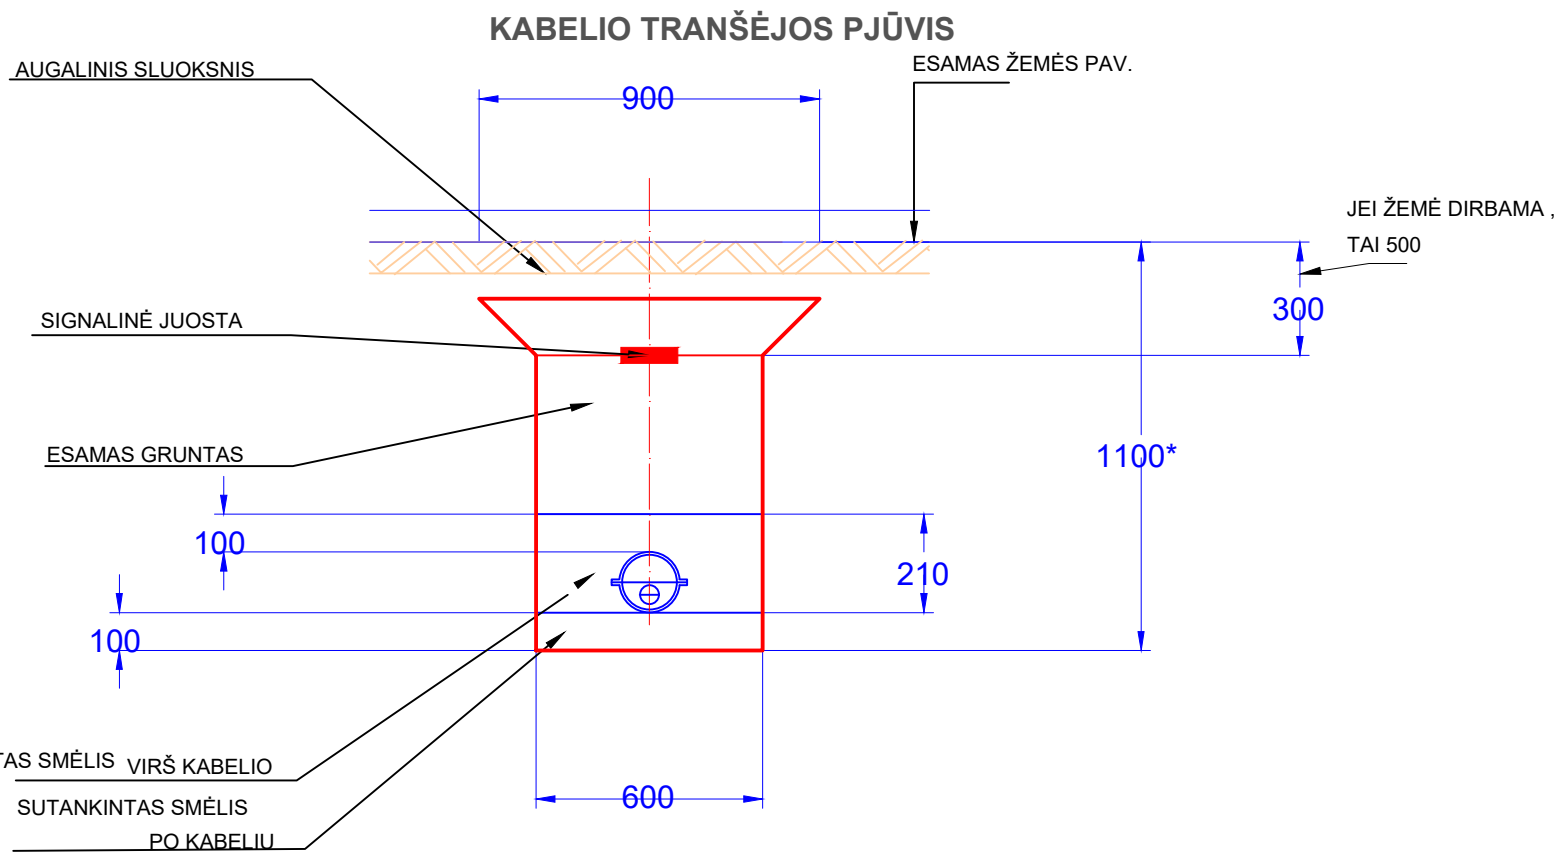 KABELIO TRANŠĖJOS PJŪVIS
AUGALINIS SLUOKSNIS
ESAMAS ŽEMĖS PAV.
900
JEI ŽEMĖ DIRBAMA ,
TAI 500
300
SIGNALINĖ JUOSTA
ESAMAS GRUNTAS
1100*
100
210
100
TAS SMĖLIS VIRŠ KABELIO
600
SUTANKINTAS SMĖLIS
PO KABELIU